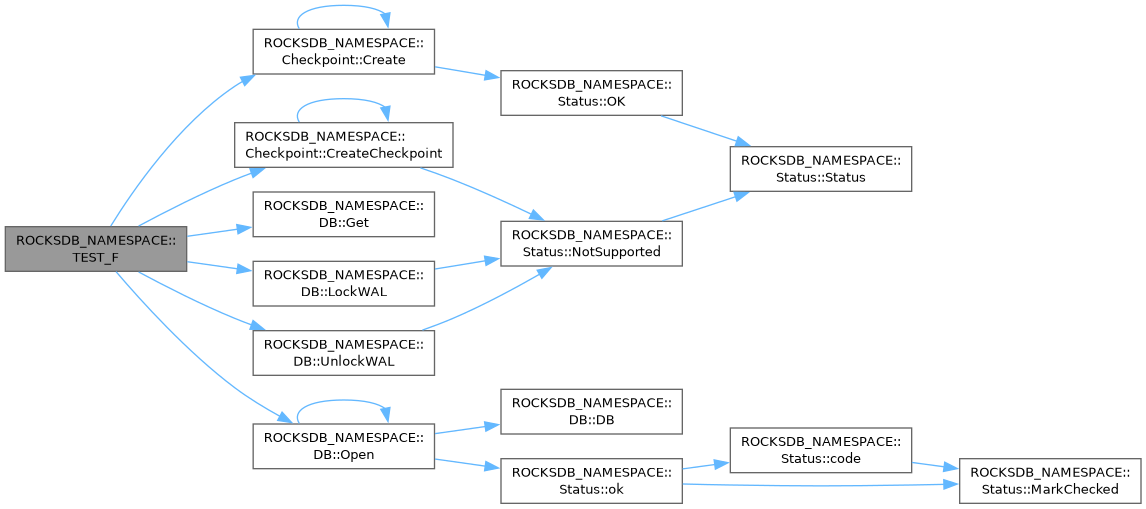 ROCKSDB_NAMESPACE::
TEST_F
ROCKSDB_NAMESPACE::
Checkpoint::Create
ROCKSDB_NAMESPACE::
Checkpoint::CreateCheckpoint
ROCKSDB_NAMESPACE::
DB::Get
ROCKSDB_NAMESPACE::
DB::LockWAL
ROCKSDB_NAMESPACE::
DB::UnlockWAL
ROCKSDB_NAMESPACE::
DB::Open
ROCKSDB_NAMESPACE::
Status::OK
ROCKSDB_NAMESPACE::
Status::NotSupported
ROCKSDB_NAMESPACE::
DB::DB
ROCKSDB_NAMESPACE::
Status::ok
ROCKSDB_NAMESPACE::
Status::Status
ROCKSDB_NAMESPACE::
Status::code
ROCKSDB_NAMESPACE::
Status::MarkChecked